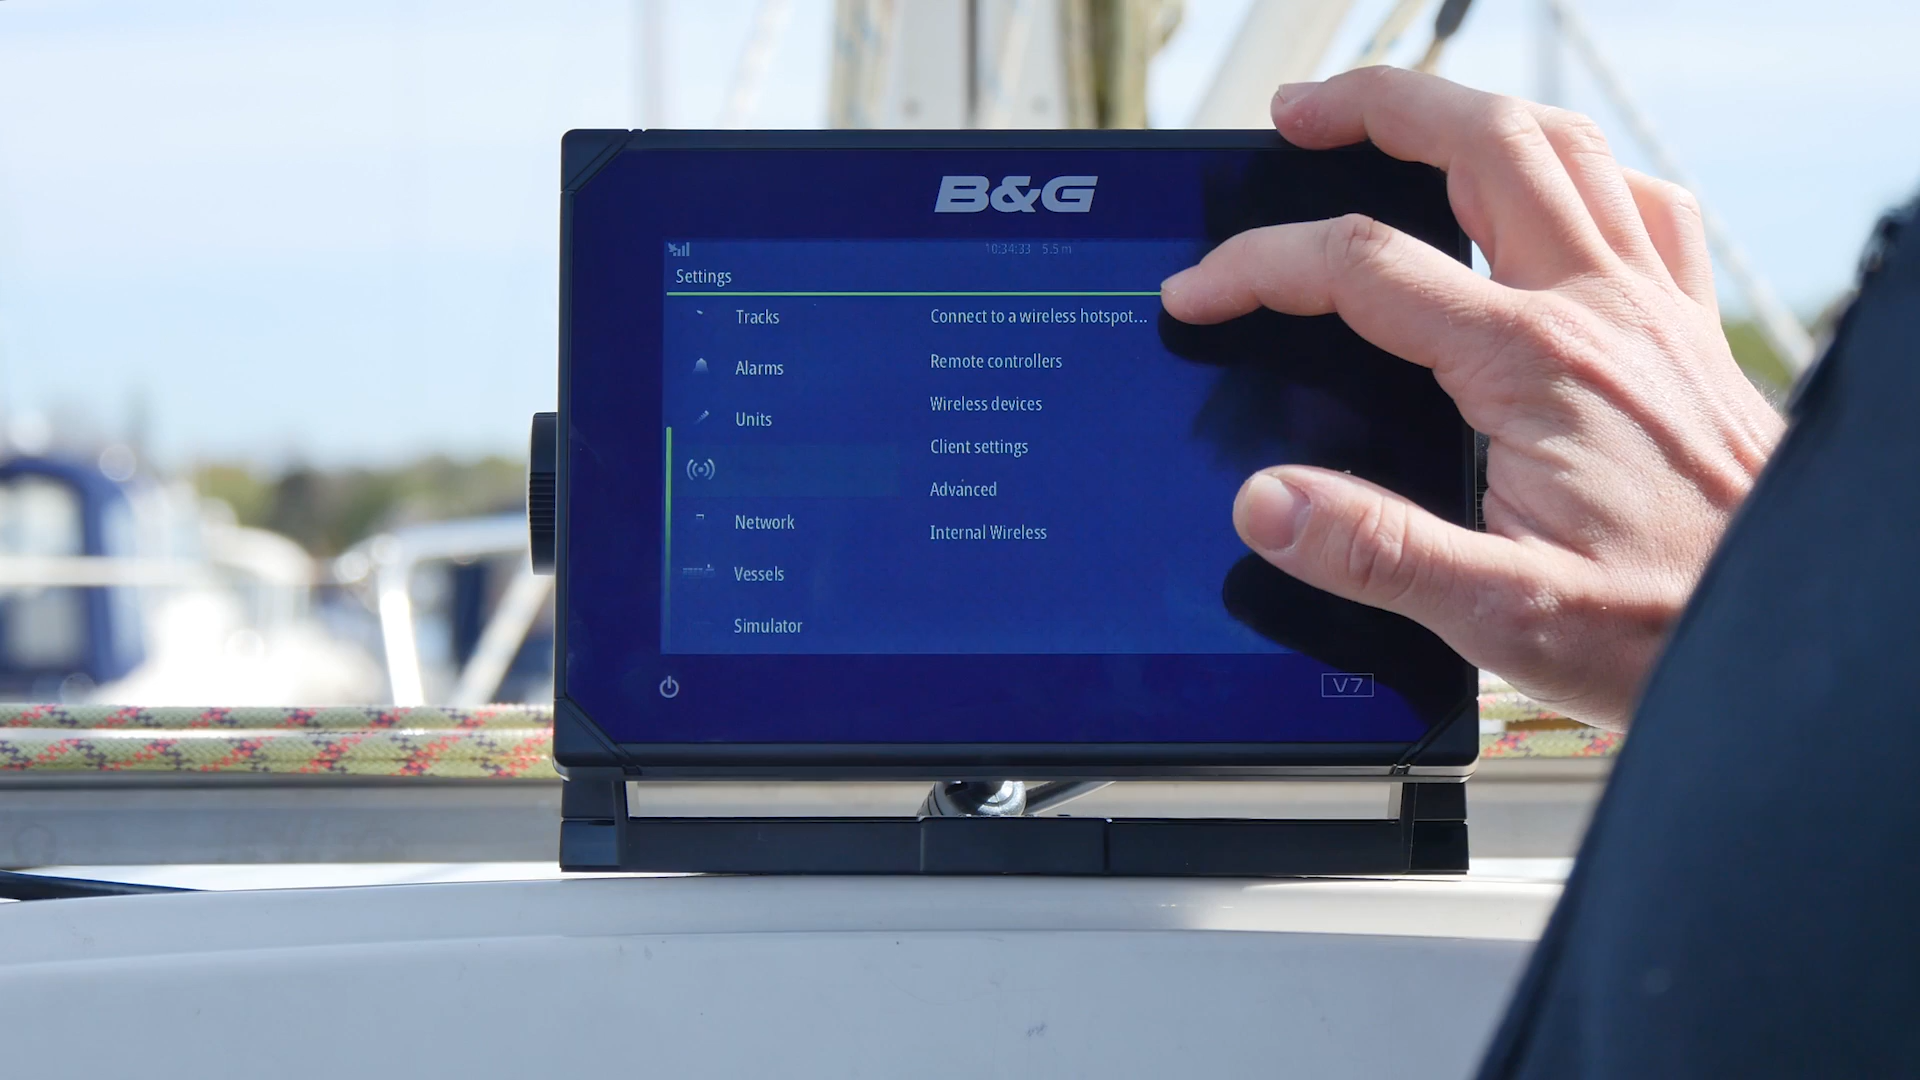 B&G
10:34:33 5.5 m
Settings
Tracks
Alarms
Units
Network
Vessels
Simulator
Connect to a wireless hotspot...
Remote controllers
Wireless devices
Client settings
Advanced
Internal Wireless
V7